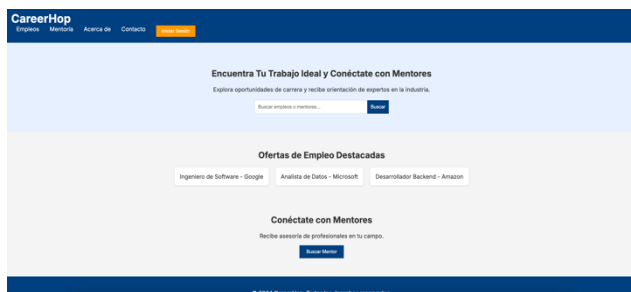 CareerHop
Empleos Mentoría Acerca de Contacto Iniciar Sesión
Encuentra Tu Trabajo Ideal y Conéctate con Mentores
Explora oportunidades de carrera y recibe orientación de expertos en la industria.
Buscar empleos o mentores... Buscar
Ofertas de Empleo Destacadas
Ingeniero de Software - Google Analista de Datos - Microsoft Desarrollador Backend - Amazon
Conéctate con Mentores
Recibe asesoría de profesionales en tu campo.
Buscar Mentor